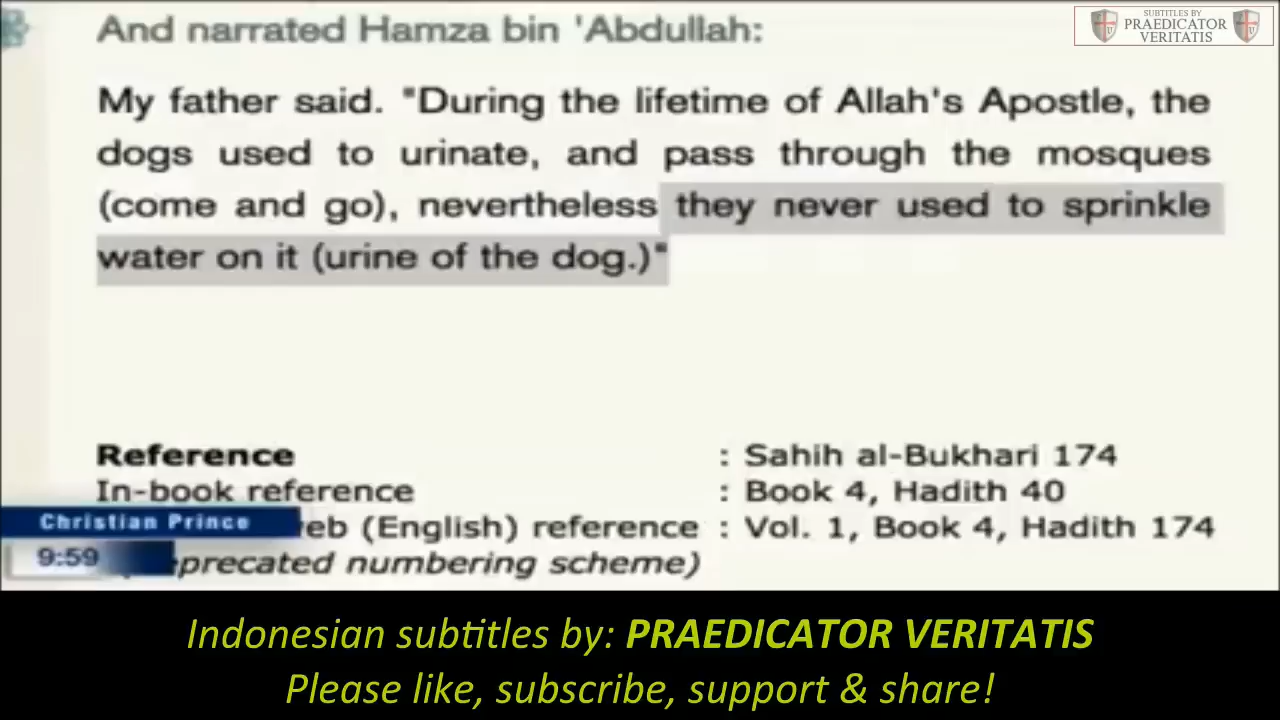 SUBTITLES BY
PRAEDICATOR
VERITATIS
And narrated Hamza bin 'Abdullah:
My father said. "During the lifetime of Allah's Apostle, the
dogs used to urinate, and pass through the mosques
(come and go), nevertheless they never used to sprinkle
water on it (urine of the dog.)"
Reference : Sahih al-Bukhari 174
In-book reference : Book 4, Hadith 40
Christian Prince
eb (English) reference : Vol. 1, Book 4, Hadith 174
9:59
precated numbering scheme)
Indonesian subtitles by: PRAEDICATOR VERITATIS
Please like, subscribe, support & share!